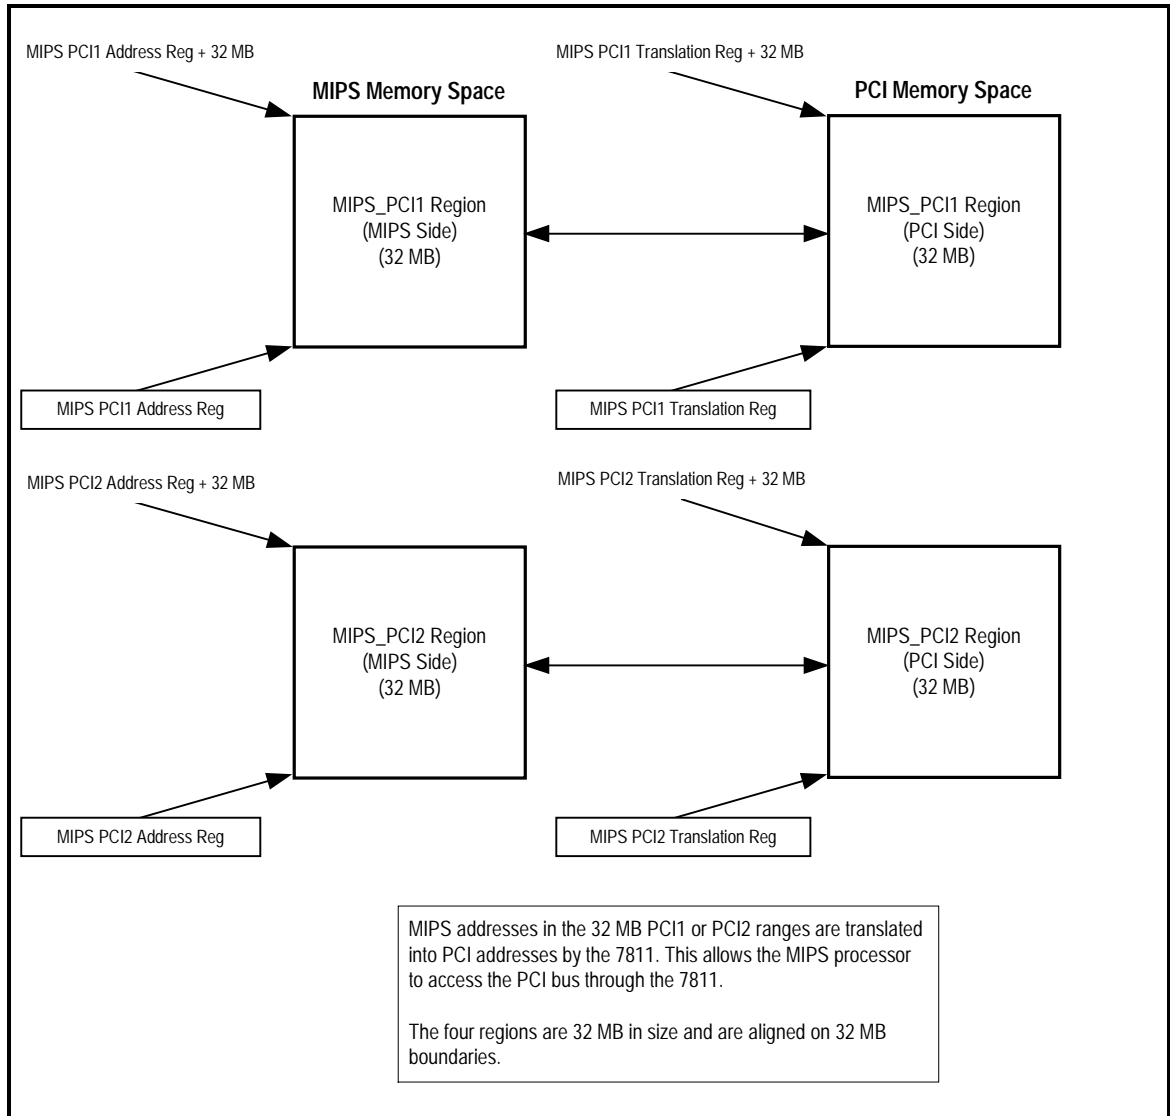 MIPS PCI1 Address Reg + 32 MB
MIPS PCI1 Translation Reg + 32 MB
MIPS Memory Space
PCI Memory Space
MIPS_PCI1 Region
(MIPS Side)
(32 MB)
MIPS_PCI1 Region
(PCI Side)
(32 MB)
MIPS PCI1 Address Reg
MIPS PCI1 Translation Reg
MIPS PCI2 Address Reg + 32 MB
MIPS PCI2 Translation Reg + 32 MB
MIPS_PCI2 Region
(MIPS Side)
(32 MB)
MIPS_PCI2 Region
(PCI Side)
(32 MB)
MIPS PCI2 Address Reg
MIPS PCI2 Translation Reg
MIPS addresses in the 32 MB PCI1 or PCI2 ranges are translated
into PCI addresses by the 7811. This allows the MIPS processor
to access the PCI bus through the 7811.
The four regions are 32 MB in size and are aligned on 32 MB
boundaries.